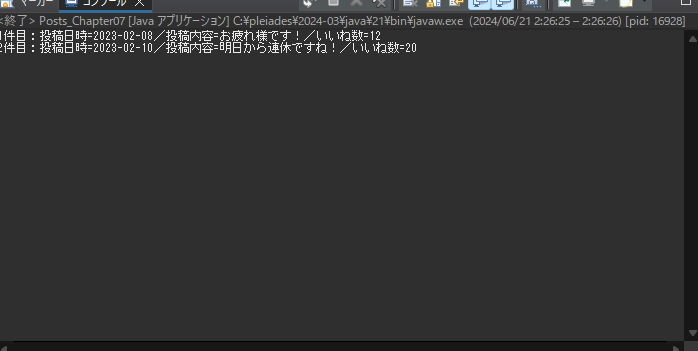 マーカー コンソール ×
<終了> Posts_Chapter07 [Java アプリケーション] C:¥pleiades¥2024-03¥java¥21¥bin¥javaw.exe (2024/06/21 2:26:25 – 2:26:26) [pid: 16928]
1件目：投稿日時=2023-02-08／投稿内容=お疲れ様です！／いいね数=12
2件目：投稿日時=2023-02-10／投稿内容=明日から連休ですね！／いいね数=20